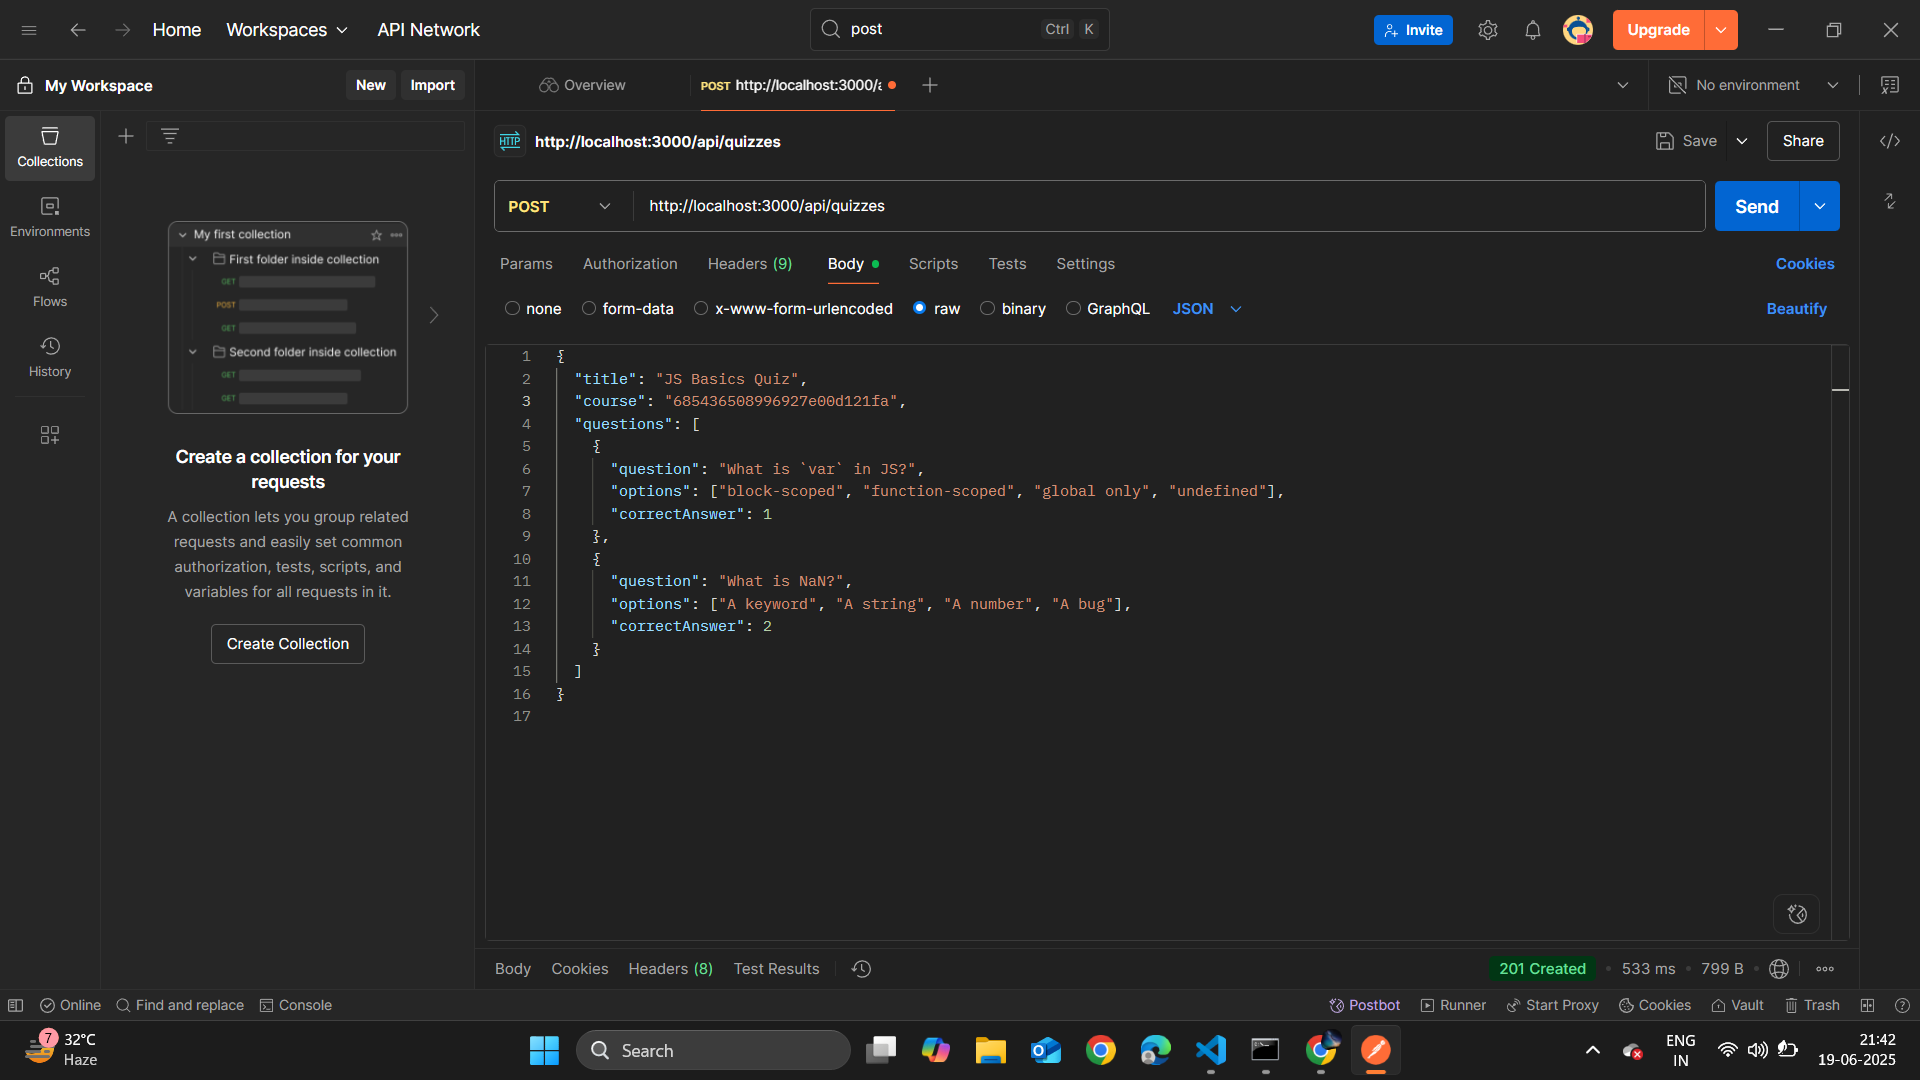 Home
Workspaces
API Network
post
Ctrl
K
Invite
Upgrade
My Workspace
New
Import
Overview
POST http://localhost:3000/a
No environment
Collections
Environments
Flows
History
My first collection
First folder inside collection
GET
POST
GET
Second folder inside collection
GET
GET
Create a collection for your
requests
A collection lets you group related
requests and easily set common
authorization, tests, scripts, and
variables for all requests in it.
Create Collection
HTTP
http://localhost:3000/api/quizzes
Save
Share
POST
http://localhost:3000/api/quizzes
Send
Params
Authorization
Headers (9)
Body
Scripts
Tests
Settings
Cookies
none
form-data
x-www-form-urlencoded
raw
binary
GraphQL
JSON
Beautify
1 {
2 "title": "JS Basics Quiz",
3 "course": "685436508996927e00d121fa",
4 "questions": [
5 {
6 "question": "What is `var` in JS?",
7 "options": ["block-scoped", "function-scoped", "global only", "undefined"],
8 "correctAnswer": 1
9 },
10 {
11 "question": "What is NaN?",
12 "options": ["A keyword", "A string", "A number", "A bug"],
13 "correctAnswer": 2
14 }
15 ]
16 }
17
Body
Cookies
Headers (8)
Test Results
201 Created
533 ms
799 B
Online
Find and replace
Console
Postbot
Runner
Start Proxy
Cookies
Vault
Trash
7
32°C
Haze
Search
ENG
IN
21:42
19-06-2025